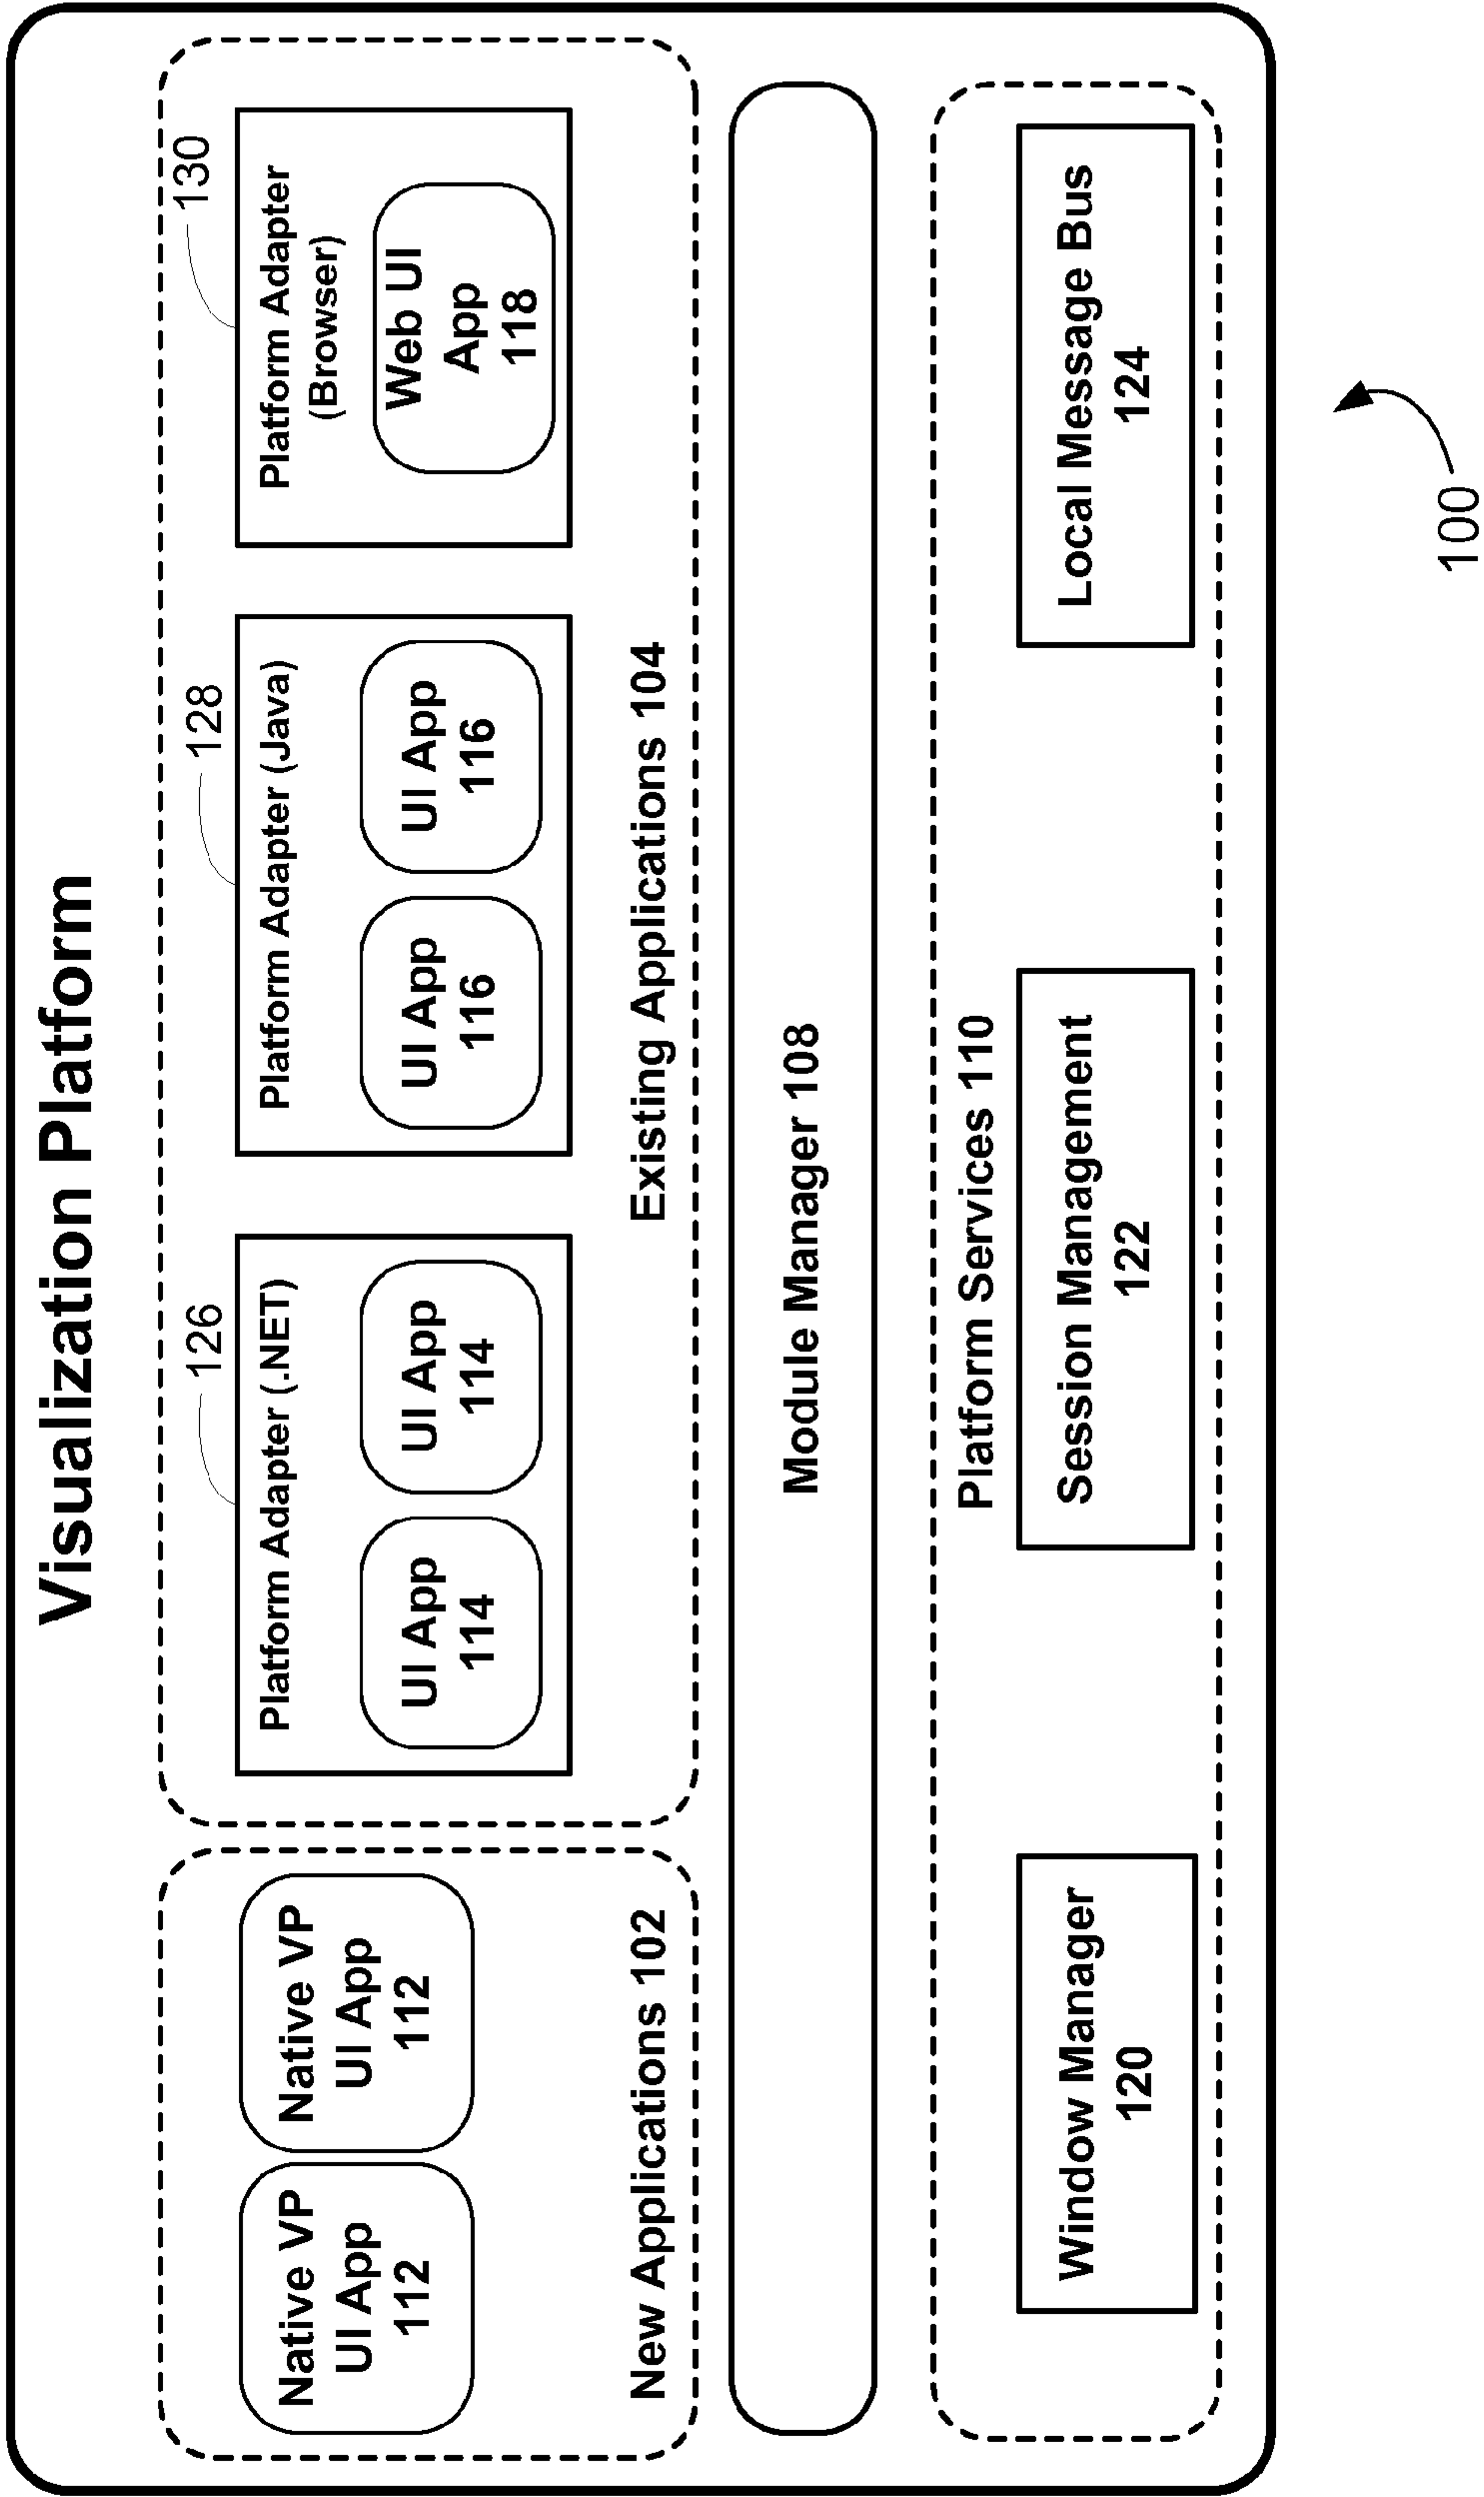 Visualization Platform
Native VP
UI App
112
Native VP
UI App
112
New Applications 102
126
Platform Adapter (.NET)
UI App
114
UI App
114
128
Platform Adapter (Java)
UI App
116
UI App
116
130
Platform Adapter
(Browser)
Web UI
App
118
Existing Applications 104
Module Manager 108
Platform Services 110
Window Manager
120
Session Management
122
Local Message Bus
124
100